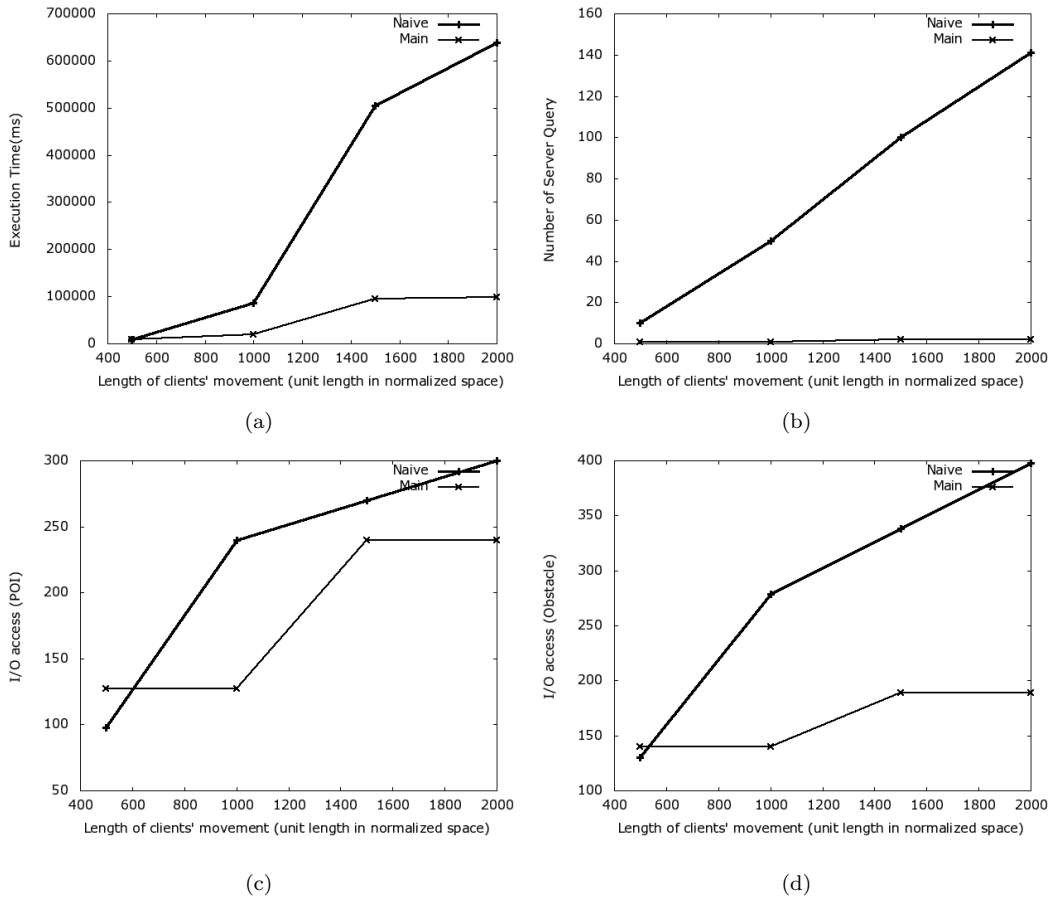 700000
600000
500000
400000
300000
200000
100000
0
Execution Time(ms)
Naive
Main
400 600 800 1000 1200 1400 1600 1800 2000
Length of clients' movement (unit length in normalized space)
(a)
160
140
120
100
80
60
40
20
0
Number of Server Query
Naive
Main
400 600 800 1000 1200 1400 1600 1800 2000
Length of clients' movement (unit length in normalized space)
(b)
300
250
200
150
100
50
I/O access (POI)
Naive
Main
400 600 800 1000 1200 1400 1600 1800 2000
Length of clients' movement (unit length in normalized space)
(c)
400
350
300
250
200
150
100
I/O access (Obstacle)
Naive
Main
400 600 800 1000 1200 1400 1600 1800 2000
Length of clients' movement (unit length in normalized space)
(d)